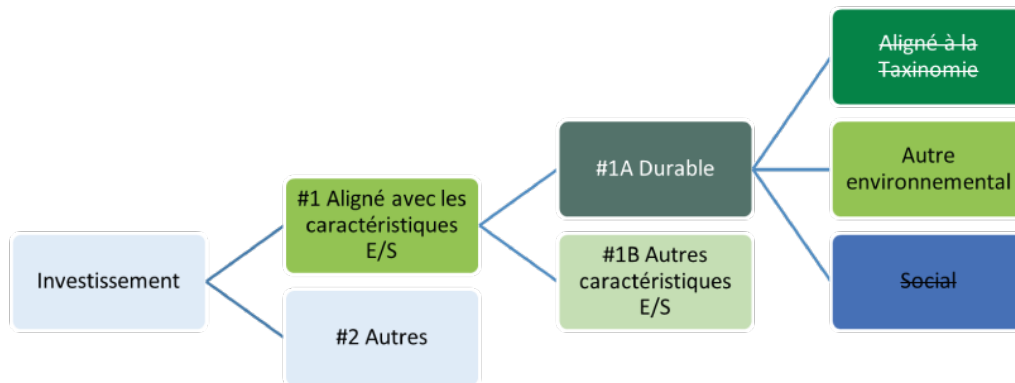 Investissement
#1 Aligné avec les
caractéristiques
E/S
#2 Autres
#1A Durable
#1B Autres
caractéristiques
E/S
Aligné à la
Taxinomie
Autre
environnemental
Social